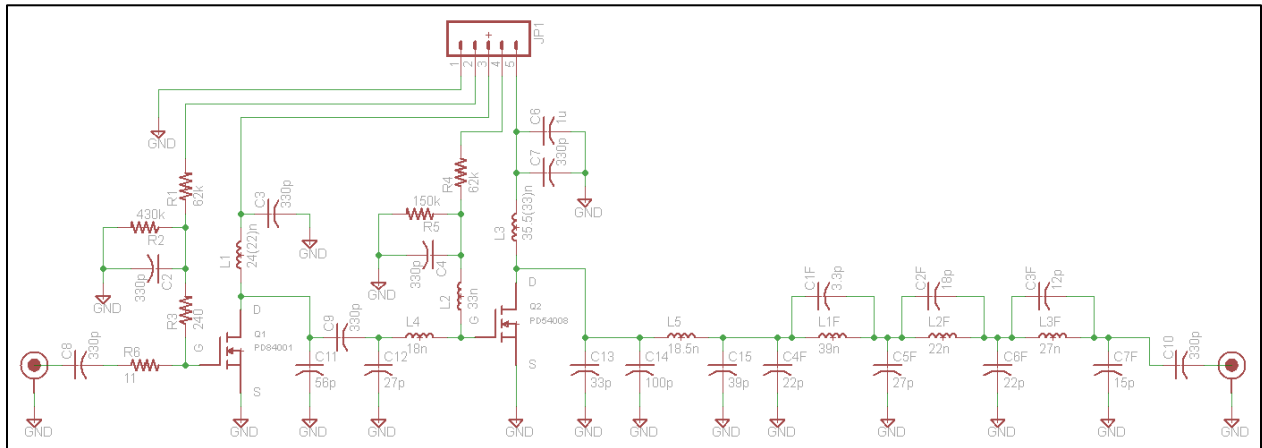 JP1
+
1
2
3
4
5
C6
1u
C7
330p
GND
GND
R1
62k
R4
62k
C3
330p
GND
430k
R2
150k
R5
L3
35.5(33)n
C2
330p
GND
L1
24(22)n
C4
330p
GND
L2
33n
R3
240
D
G
S
Q1
PD84001
D
G
S
Q2
PD54008
C8
330p
R6
11
C9
330p
L4
18n
C11
56p
C12
27p
C13
33p
C14
100p
L5
18.5n
C15
39p
C4F
22p
C1F
3.3p
L1F
39n
C5F
27p
C2F
18p
L2F
22n
C6F
22p
C3F
12p
L3F
27n
C7F
15p
C10
330p
GND
GND
GND
GND
GND
GND
GND
GND
GND
GND
GND
GND
GND